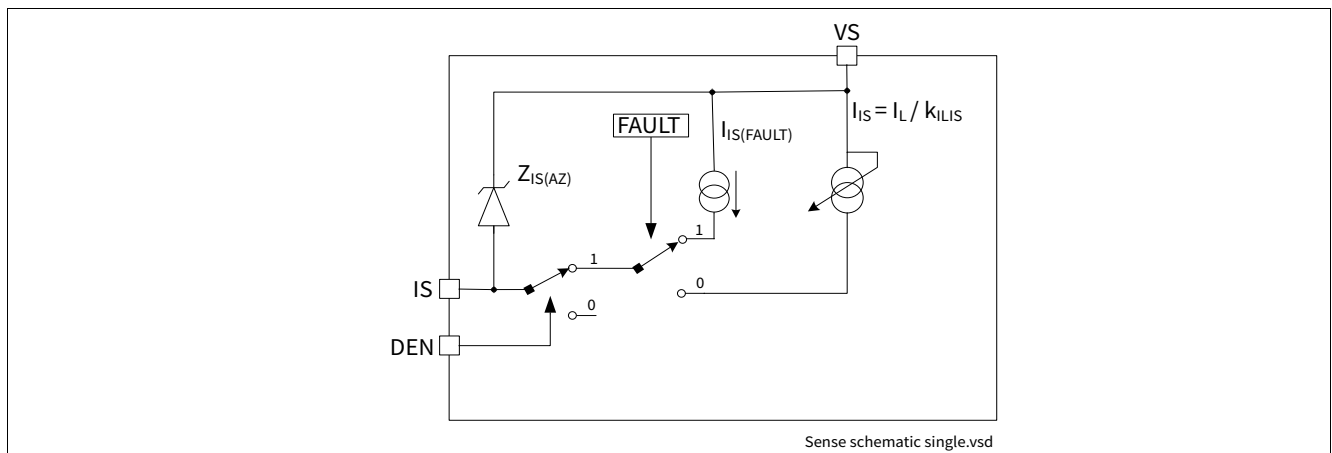 VS
I_IS = I_L / k_ILIS
FAULT
I_IS(FAULT)
Z_IS(AZ)
1
1
IS
0
0
DEN
Sense schematic single.vsd